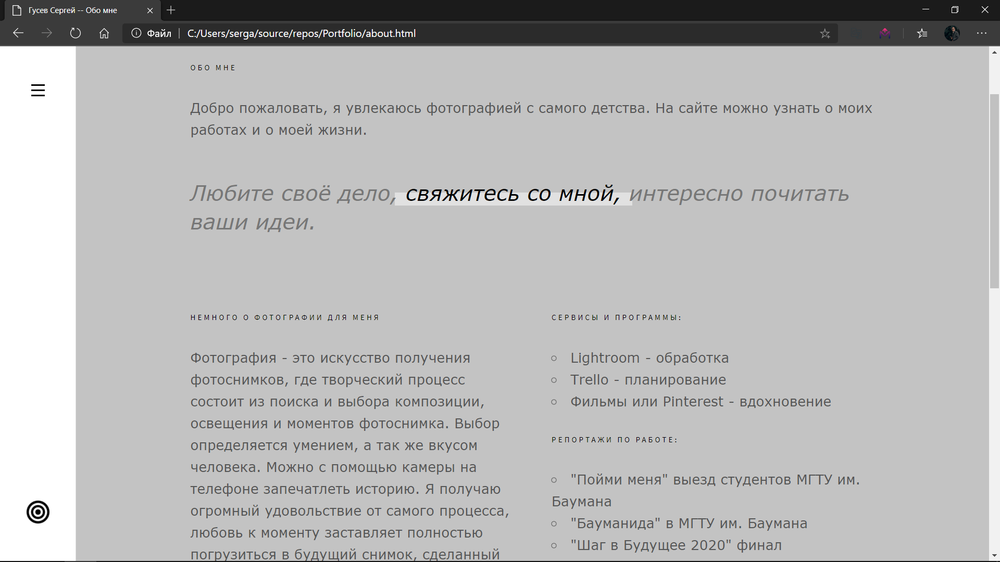 Гусев Сергей -- Обо мне
Файл
C:/Users/serga/source/repos/Portfolio/about.html
ОБО МНЕ
Добро пожаловать, я увлекаюсь фотографией с самого детства. На сайте можно узнать о моих
работах и о моей жизни.
Любите своё дело, свяжитесь со мной, интересно почитать
ваши идеи.
НЕМНОГО О ФОТОГРАФИИ ДЛЯ МЕНЯ
Фотография - это искусство получения
фотоснимков, где творческий процесс
состоит из поиска и выбора композиции,
освещения и моментов фотоснимка. Выбор
определяется умением, а так же вкусом
человека. Можно с помощью камеры на
телефоне запечатлеть историю. Я получаю
огромный удовольствие от самого процесса,
любовь к моменту заставляет полностью
погрузиться в будущий снимок, сделанный
СЕРВИСЫ И ПРОГРАММЫ:
Lightroom - обработка
Trello - планирование
Фильмы или Pinterest - вдохновение
РЕПОРТАЖИ ПО РАБОТЕ:
"Пойми меня" выезд студентов МГТУ им.
Баумана
"Бауманида" в МГТУ им. Баумана
"Шаг в Будущее 2020" финал